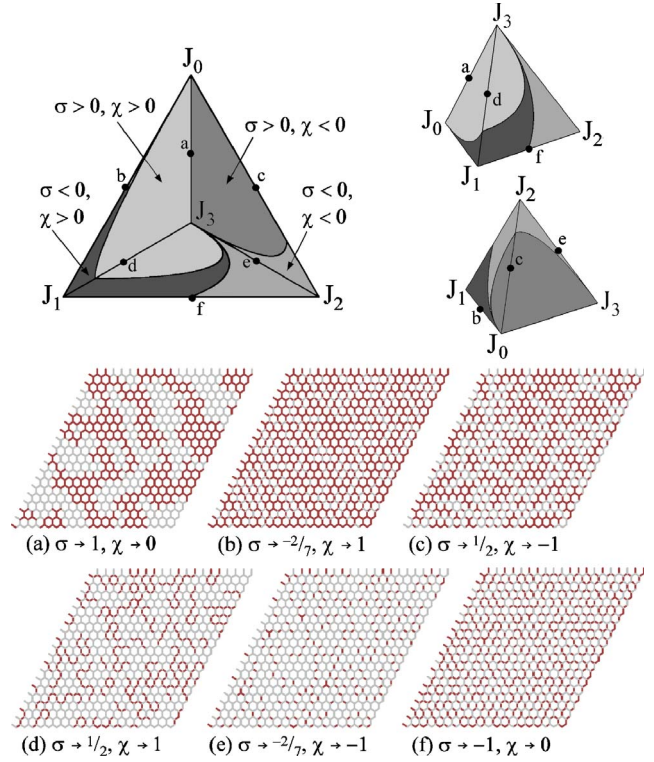 J₀
σ > 0, χ > 0
σ > 0, χ < 0
a
b
c
σ < 0,
χ > 0
σ < 0,
χ < 0
J₃
d
e
J₁
f
J₂
J₃
a
d
J₀
f
J₂
J₁
J₂
e
c
J₁
b
J₃
J₀
(a) σ → 1, χ → 0
(b) σ → -2/7, χ → 1
(c) σ → 1/2, χ → -1
(d) σ → 1/2, χ → 1
(e) σ → -2/7, χ → -1
(f) σ → -1, χ → 0